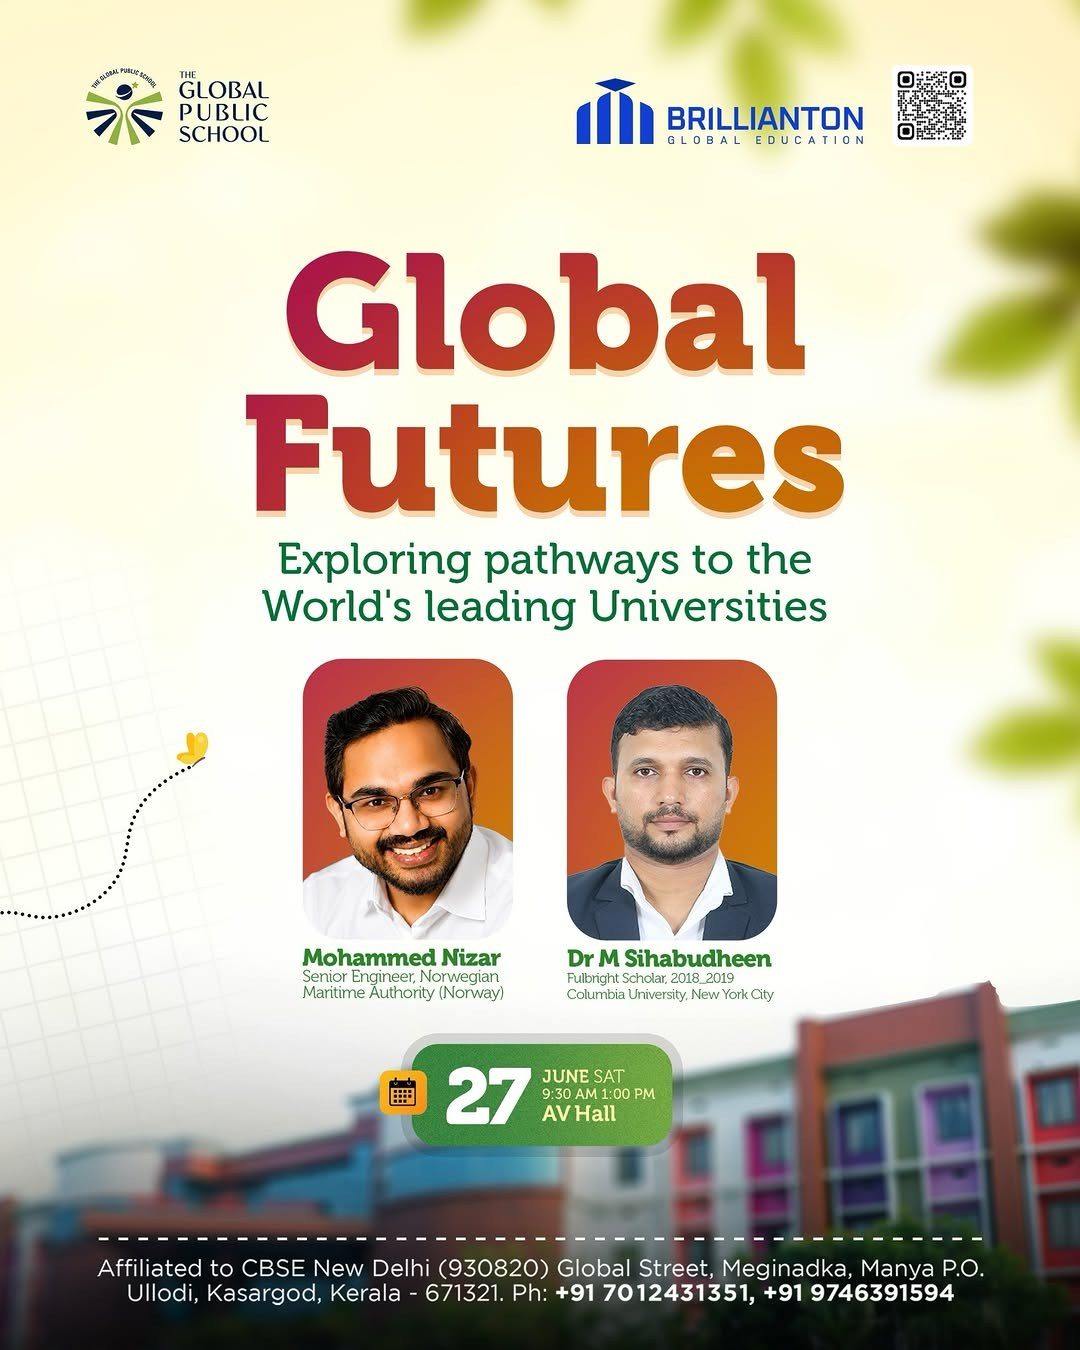 THE GLOBAL PUBLIC SCHOOL
THE
GLOBAL
PUBLIC
SCHOOL
BRILLIANTON
GLOBAL EDUCATION
Global
Futures
Exploring pathways to the
World's leading Universities
Mohammed Nizar
Senior Engineer, Norwegian
Maritime Authority (Norway)
Dr M Sihabudheen
Fulbright Scholar, 2018_2019
Columbia University, New York City
27
JUNE SAT
9:30 AM 1:00 PM
AV Hall
Affiliated to CBSE New Delhi (930820) Global Street, Meginadka, Manya P.O.
Ullodi, Kasargod, Kerala - 671321. Ph: +91 7012431351, +91 9746391594